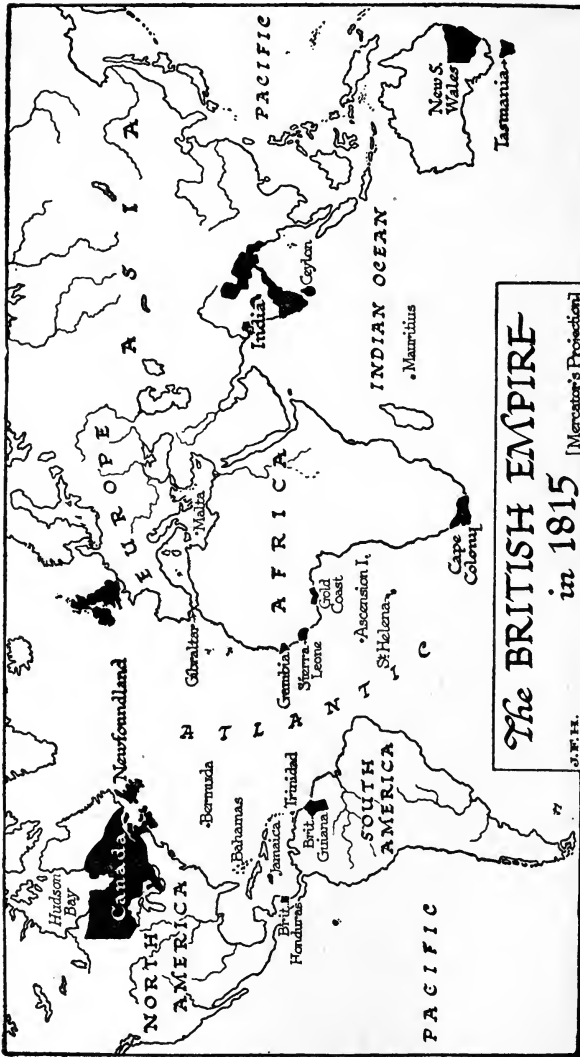 The BRITISH EMPIRE
in 1815
[Mercator's Projection]
J.F.H.
PACIFIC
NORTH
AMERICA
Hudson
Bay
Canada
Newfoundland
Bermuda
Bahamas
Jamaica
Trinidad
Brit.
Honduras
Brit.
Guiana
SOUTH
AMERICA
ATLANTIC
EUROPE
Gibraltar
Malta
AFRICA
Gambia
Sierra
Leone
Gold
Coast
Ascension I.
St Helena
Cape
Colony
ASIA
India
Ceylon
INDIAN OCEAN
Mauritius
PACIFIC
New S.
Wales
Tasmania